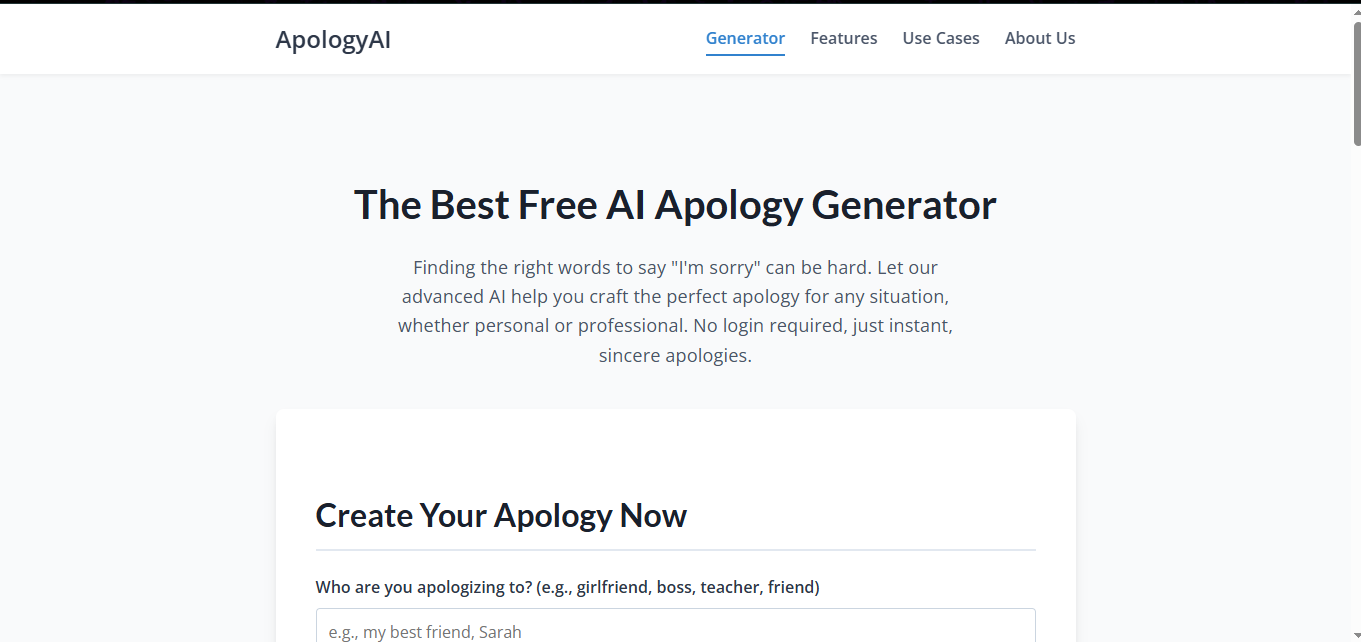 ApologyAI
Generator Features Use Cases About Us
The Best Free AI Apology Generator
Finding the right words to say "I'm sorry" can be hard. Let our
advanced AI help you craft the perfect apology for any situation,
whether personal or professional. No login required, just instant,
sincere apologies.
Create Your Apology Now
Who are you apologizing to? (e.g., girlfriend, boss, teacher, friend)
e.g., my best friend, Sarah